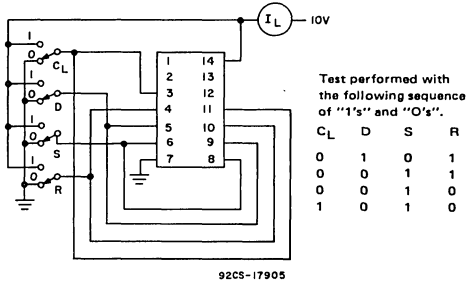 I_L 10V
1
0
C_L
1
0
D
1
0
S
1
0
R
1 14
2 13
3 12
4 11
5 10
6 9
7 8
Test performed with
the following sequence
of "1's" and "O's".
C_L D S R
0 1 0 1
0 0 1 1
0 0 1 0
1 0 1 0
92CS-17905